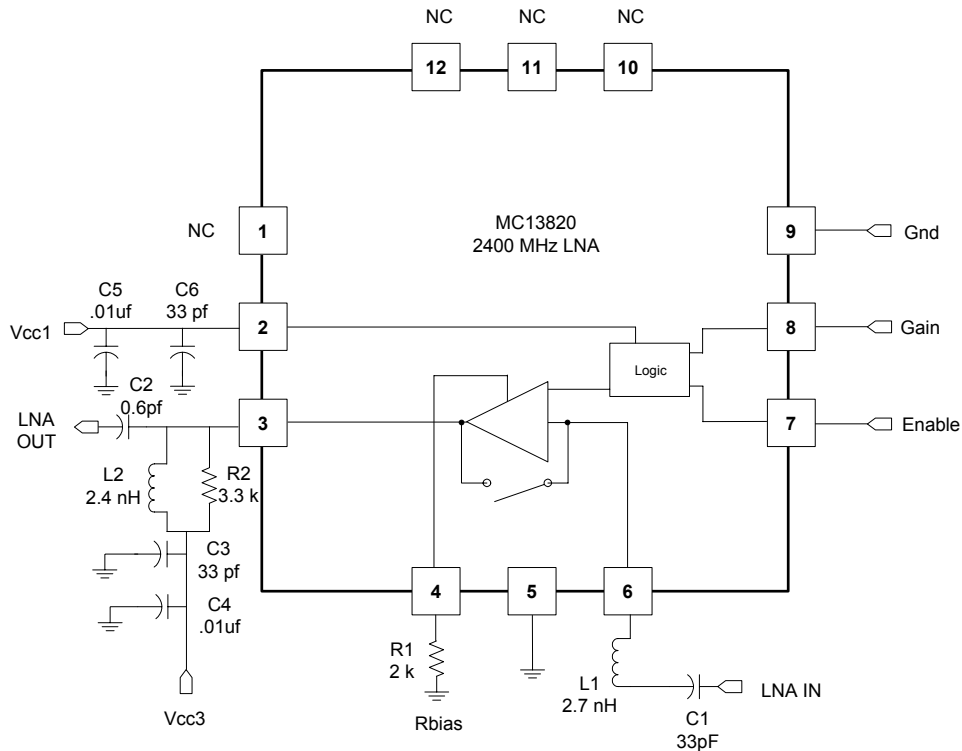 NC
NC
NC
12
11
10
NC
1
MC13820
2400 MHz LNA
9
Gnd
C5
.01uf
C6
33 pf
Vcc1
2
8
Gain
Logic
C2
0.6pf
LNA
OUT
3
7
Enable
L2
2.4 nH
R2
3.3 k
C3
33 pf
C4
.01uf
Vcc3
4
5
6
R1
2 k
Rbias
L1
2.7 nH
C1
33pF
LNA IN